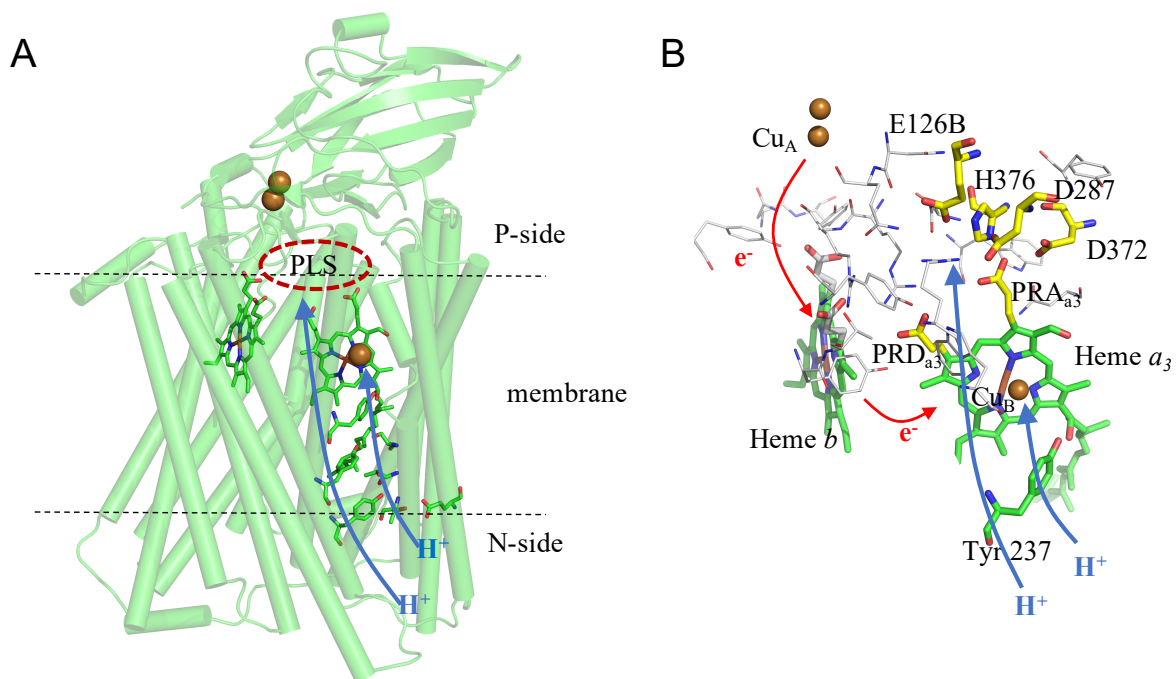 A
PLS
P-side
membrane
N-side
H⁺
H⁺
B
CuA
E126B
H376
D287
D372
e⁻
PRAa3
PRDa3
Heme a3
CuB
Heme b
e⁻
Tyr 237
H⁺
H⁺